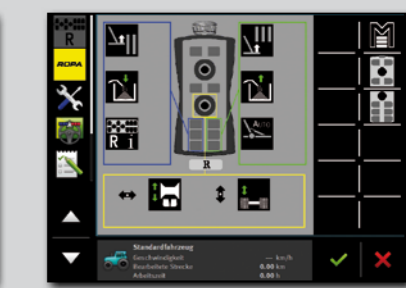 R
ROPA
R I
Auto
R
M
Standardfahrzeug
Geschwindigkeit — km/h
Bearbeitete Strecke 0.00 km
Arbeitszeit 0.00 h